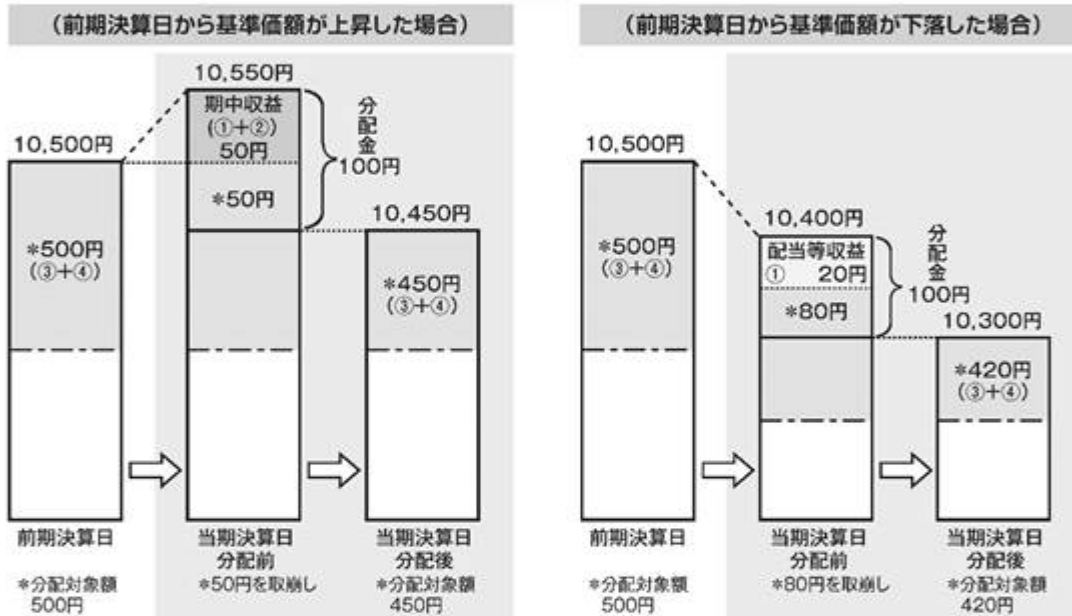 (前期決算日から基準価額が上昇した場合)
10,550円
期中収益
(①+②)
50円
*50円
分配金
100円
10,500円
*500円
(③+④)
10,450円
*450円
(③+④)
前期決算日
当期決算日
分配前
当期決算日
分配後
*分配対象額
500円
*50円を取崩し
*分配対象額
450円
(前期決算日から基準価額が下落した場合)
10,500円
*500円
(③+④)
10,400円
配当等収益
① 20円
*80円
分配金
100円
10,300円
*420円
(③+④)
前期決算日
当期決算日
分配前
当期決算日
分配後
*分配対象額
500円
*80円を取崩し
*分配対象額
420円